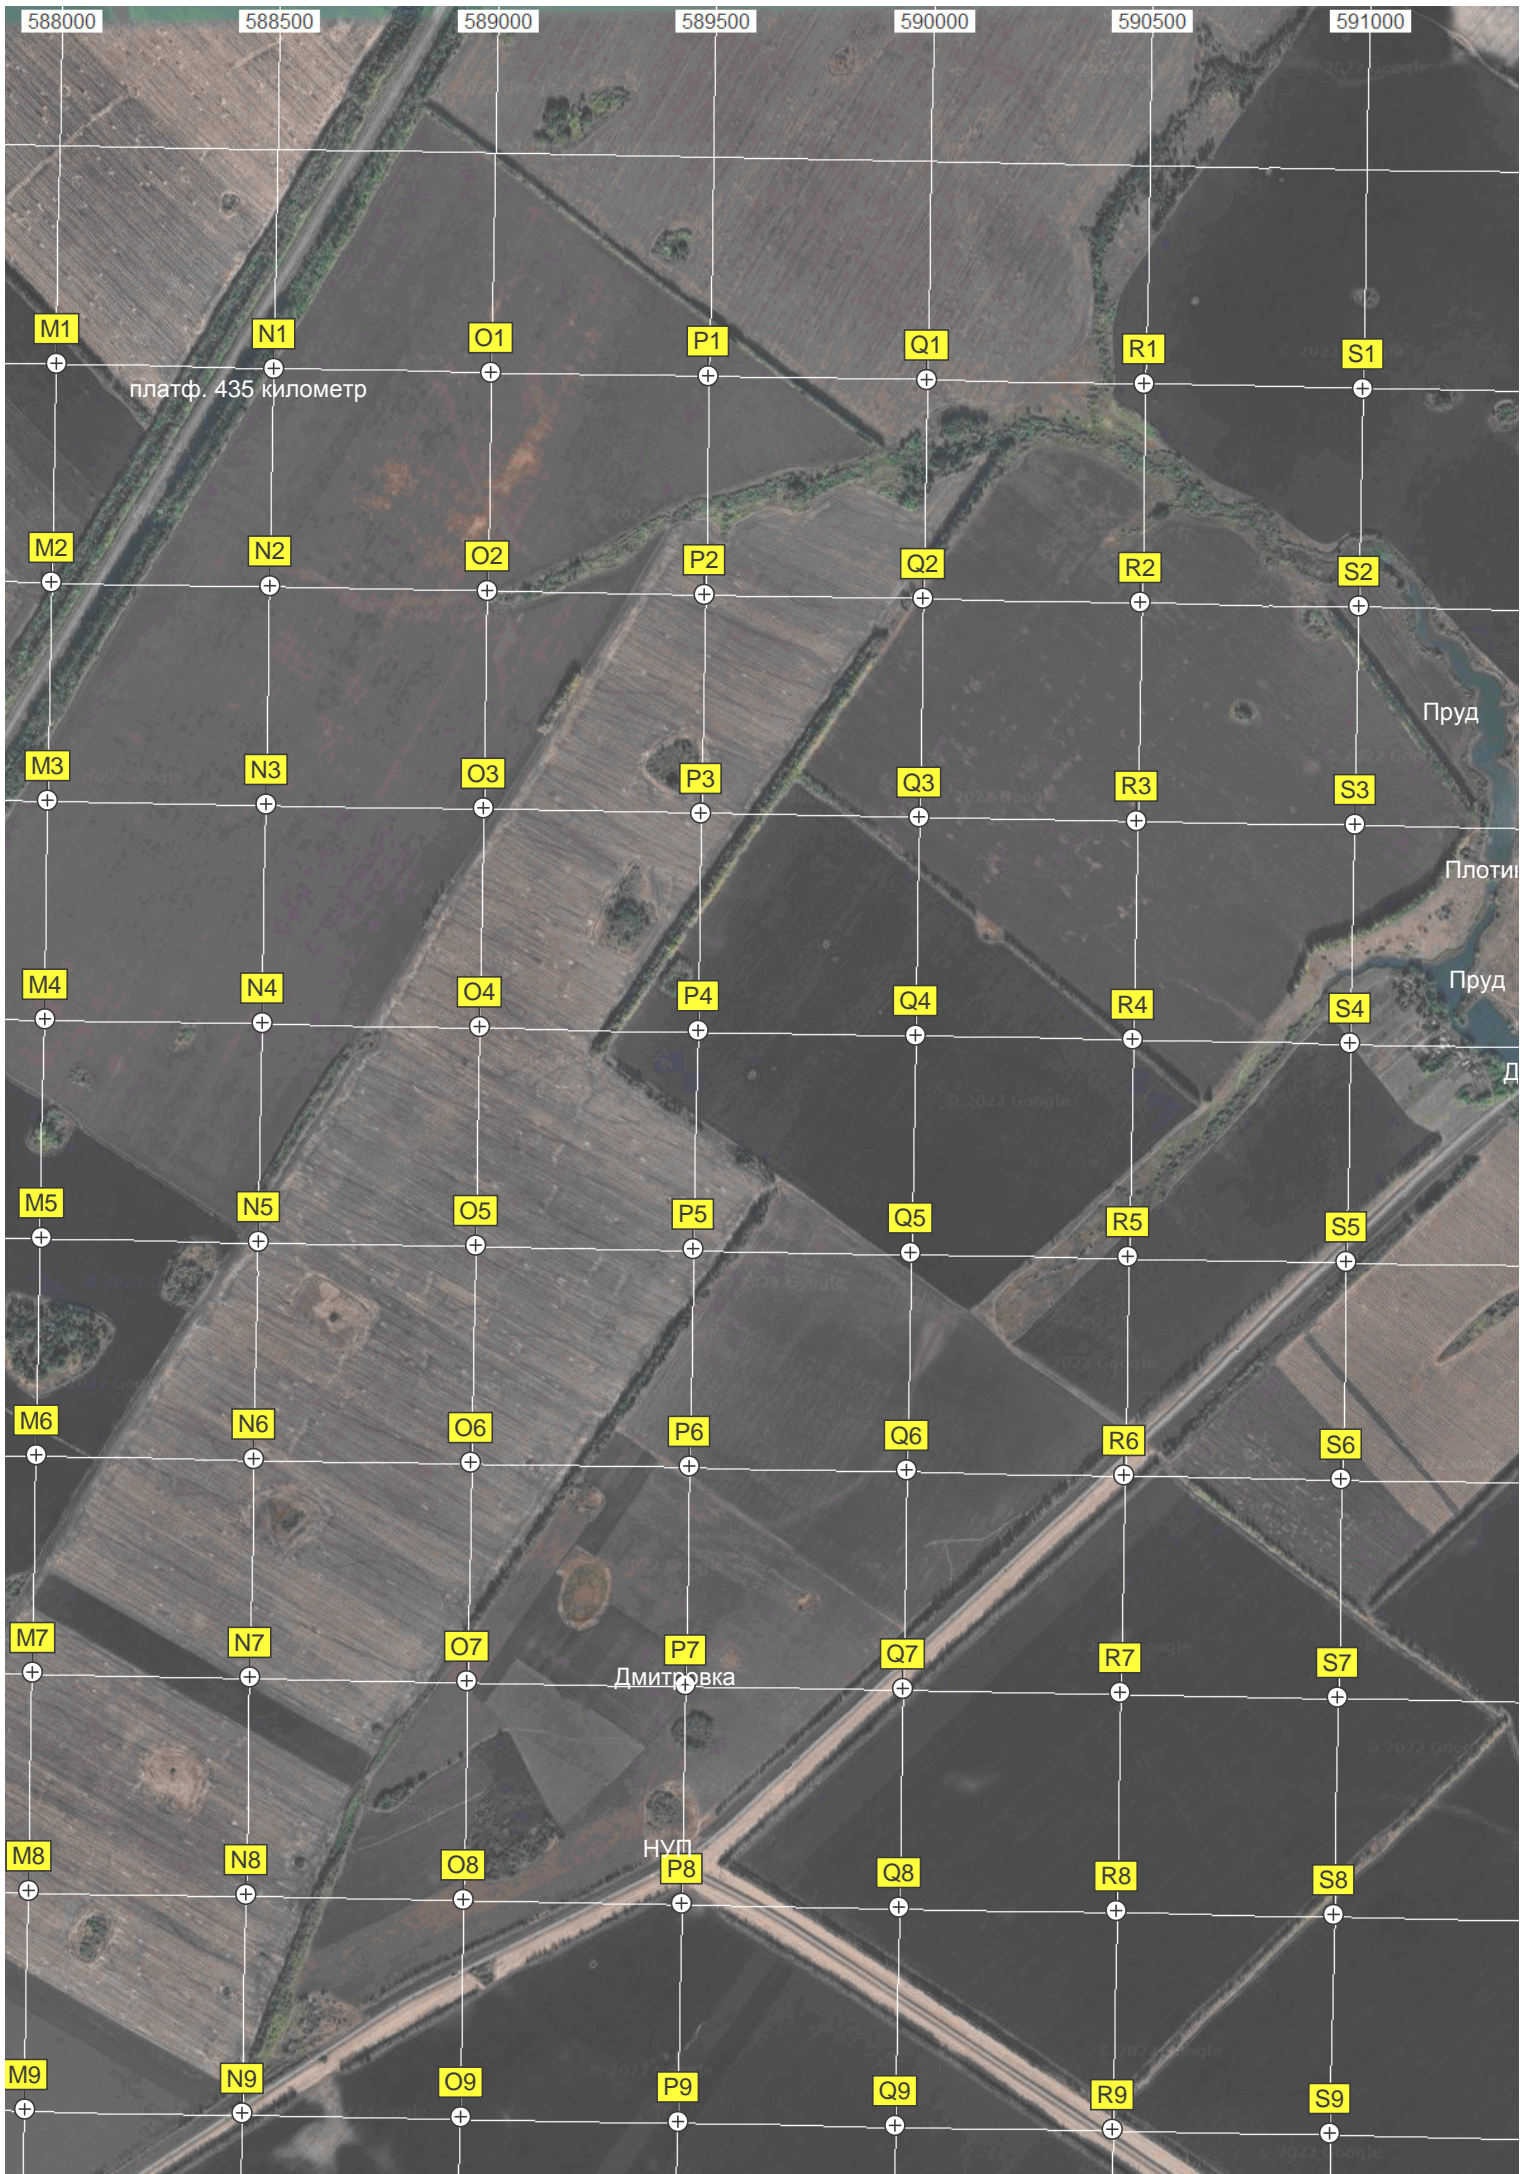 588000 588500 589000 589500 590000 590500 591000
M1 N1 O1 P1 Q1 R1 S1
платф. 435 километр
M2 N2 O2 P2 Q2 R2 S2
Пруд
M3 N3 O3 P3 Q3 R3 S3
Пруд
M4 N4 O4 P4 Q4 R4 S4
© 2022 Google
M5 N5 O5 P5 Q5 R5 S5
M6 N6 O6 P6 Q6 R6 S6
M7 N7 O7 P7 Q7 R7 S7
Дмитровка
НУП
M8 N8 O8 P8 Q8 R8 S8
M9 N9 O9 P9 Q9 R9 S9